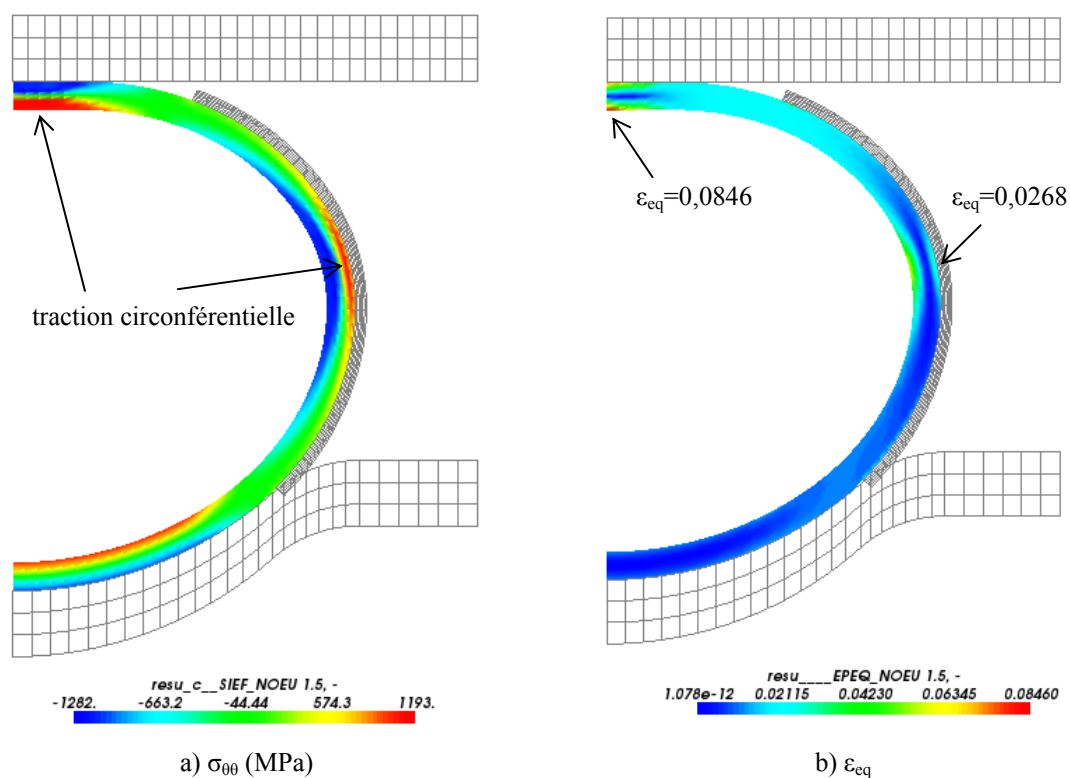 traction circonférentielle
resu_c__SIEF_NOEU 1.5, -
-1282. -663.2 -44.44 574.3 1193.
a) σθθ (MPa)
εeq=0,0846
εeq=0,0268
resu____EPEQ_NOEU 1.5, -
1.078e-12 0.02115 0.04230 0.06345 0.08460
b) εeq